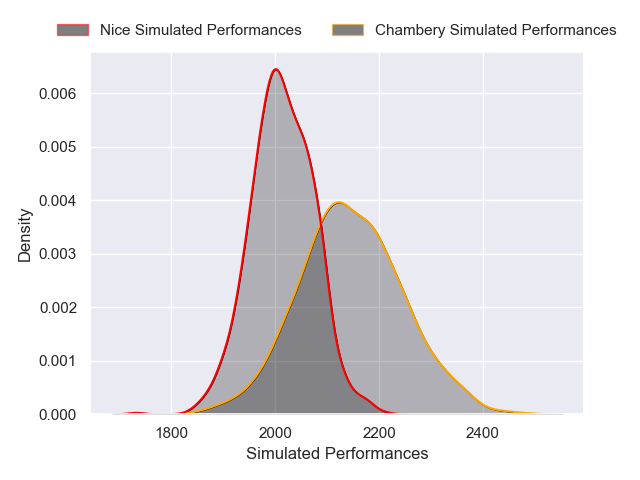 Nice Simulated Performances
Chambery Simulated Performances
0.006
0.005
0.004
0.003
0.002
0.001
0.000
Density
1800
2000
2200
2400
Simulated Performances